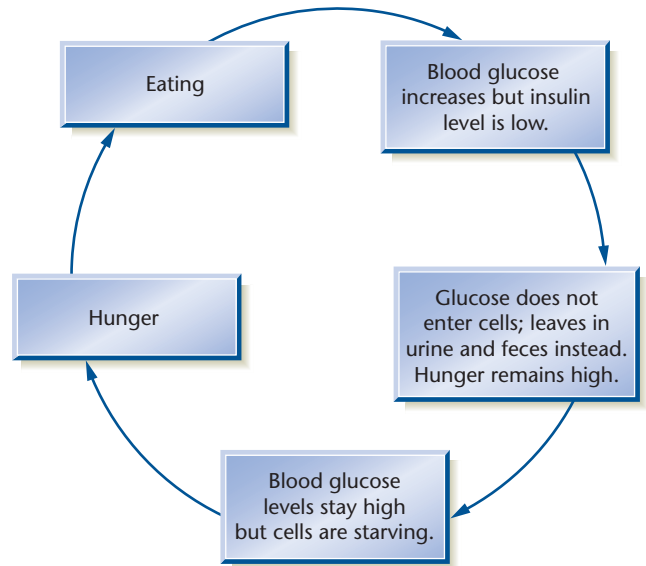 Eating
Blood glucose
increases but insulin
level is low.
Glucose does not
enter cells; leaves in
urine and feces instead.
Hunger remains high.
Blood glucose
levels stay high
but cells are starving.
Hunger